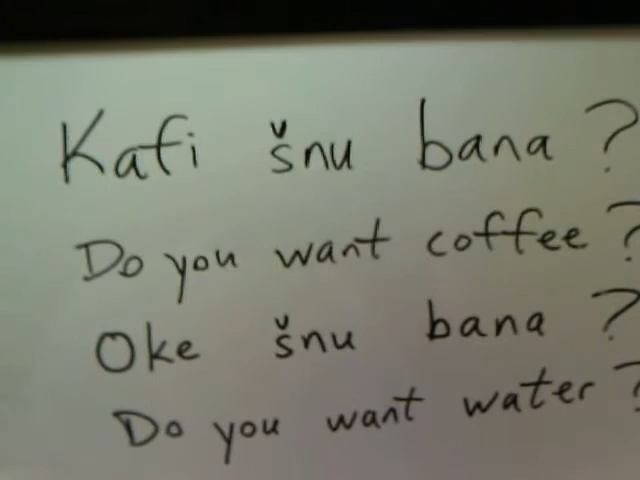 Kafi šnu bana?
Do you want coffee?
Oke šnu bana?
Do you want water?